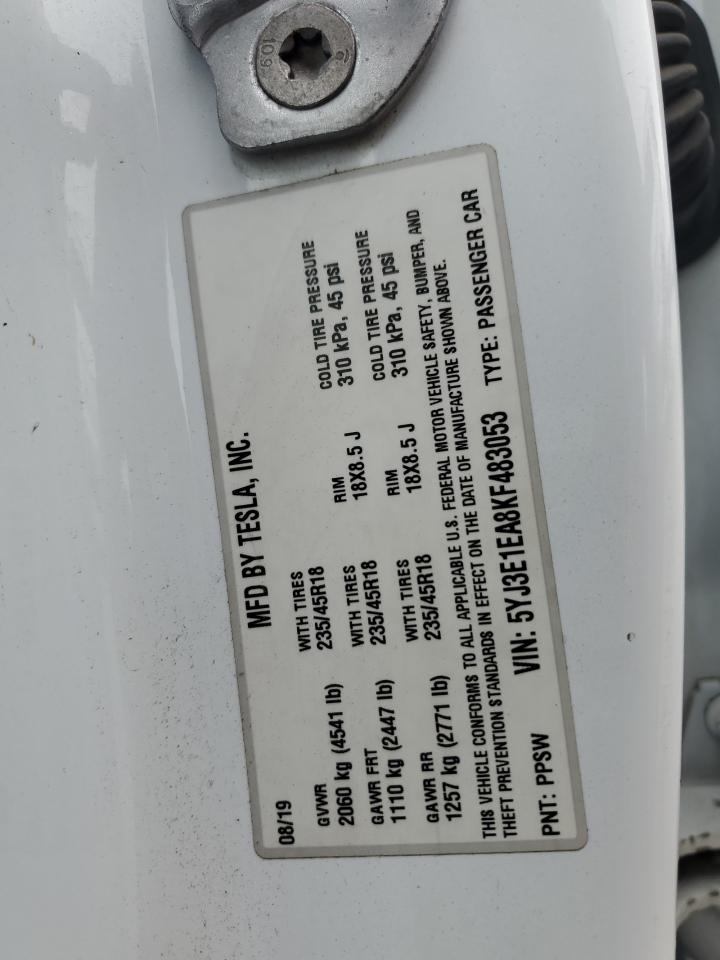 10.9
MFD BY TESLA, INC.
08/19
GVWR WITH TIRES
2060 kg (4541 lb) 235/45R18
GAWR FRT WITH TIRES RIM COLD TIRE PRESSURE
1110 kg (2447 lb) 235/45R18 18X8.5 J 310 kPa, 45 psi
GAWR RR WITH TIRES RIM COLD TIRE PRESSURE
1257 kg (2771 lb) 235/45R18 18X8.5 J 310 kPa, 45 psi
THIS VEHICLE CONFORMS TO ALL APPLICABLE U.S. FEDERAL MOTOR VEHICLE SAFETY, BUMPER, AND
THEFT PREVENTION STANDARDS IN EFFECT ON THE DATE OF MANUFACTURE SHOWN ABOVE.
PNT: PPSW VIN: 5YJ3E1EA8KF483053 TYPE: PASSENGER CAR